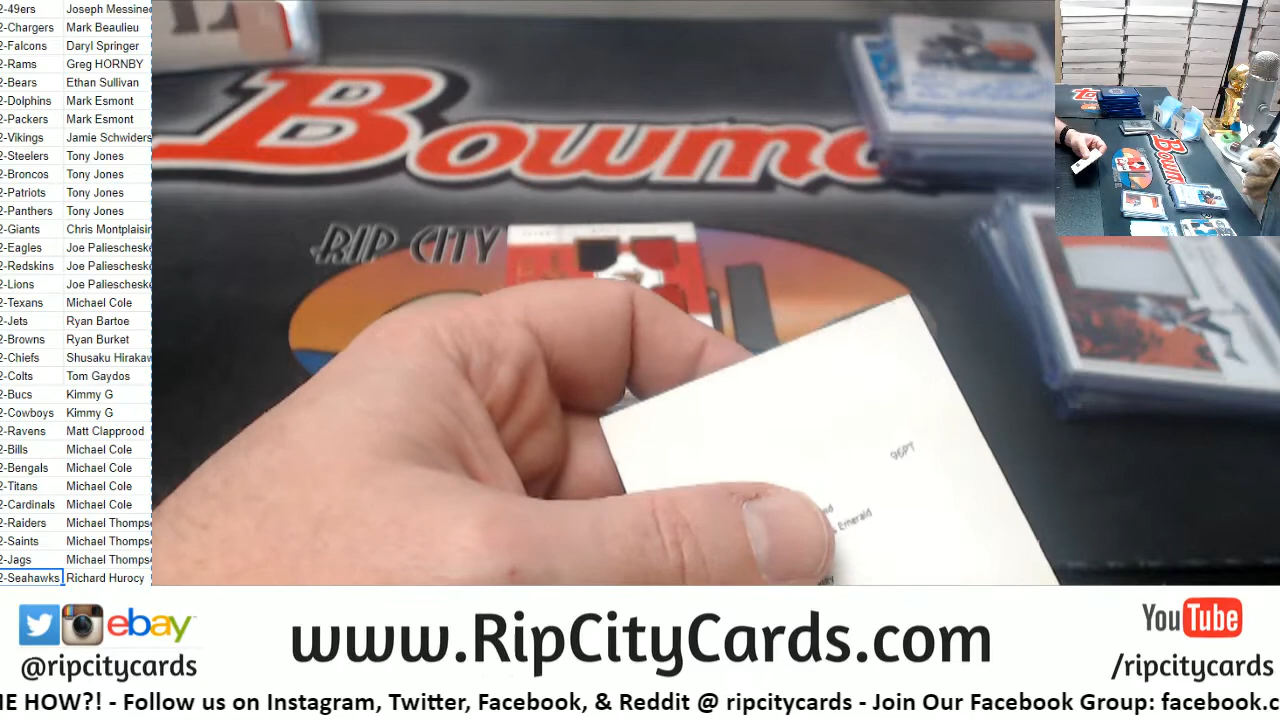 2-49ers Joseph Messine
2-Chargers Mark Beaulieu
2-Falcons Daryl Springer
2-Rams Greg HORNBY
2-Bears Ethan Sullivan
2-Dolphins Mark Esmont
2-Packers Mark Esmont
2-Vikings Jamie Schwiders
2-Steelers Tony Jones
2-Broncos Tony Jones
2-Patriots Tony Jones
2-Panthers Tony Jones
2-Giants Chris Montplaisir
2-Eagles Joe Paliescheske
2-Redskins Joe Paliescheske
2-Lions Joe Paliescheske
2-Texans Michael Cole
2-Jets Ryan Bartoe
2-Browns Ryan Burket
2-Chiefs Shusaku Hirakaw
2-Colts Tom Gaydos
2-Bucs Kimmy G
2-Cowboys Kimmy G
2-Ravens Matt Clapprood
2-Bills Michael Cole
2-Bengals Michael Cole
2-Titans Michael Cole
2-Cardinals Michael Cole
2-Raiders Michael Thomps
2-Saints Michael Thomps
2-Jags Michael Thomps
2-Seahawks Richard Hurocy
Bowma
RIP CITY
96PT
& Emerald
ebay
@ripcitycards
www.RipCityCards.com
YouTube
/ripcitycards
ME HOW?! - Follow us on Instagram, Twitter, Facebook, & Reddit @ ripcitycards - Join Our Facebook Group: facebook.c